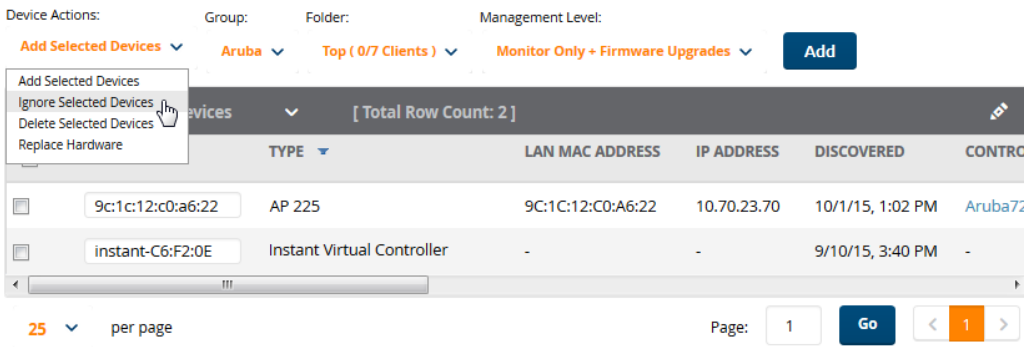 Device Actions: Group: Folder: Management Level:
Add Selected Devices Aruba Top ( 0/7 Clients ) Monitor Only + Firmware Upgrades Add
Add Selected Devices
Ignore Selected Devices
Delete Selected Devices
Replace Hardware
evices [ Total Row Count: 2 ]
TYPE LAN MAC ADDRESS IP ADDRESS DISCOVERED CONTRO
9c:1c:12:c0:a6:22 AP 225 9C:1C:12:C0:A6:22 10.70.23.70 10/1/15, 1:02 PM Aruba72
instant-C6:F2:0E Instant Virtual Controller - - 9/10/15, 3:40 PM -
25 per page Page: 1 Go < 1 >